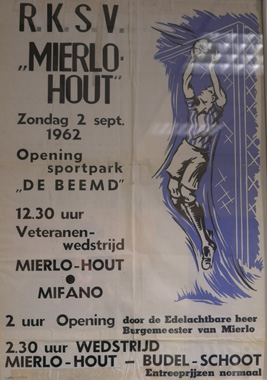 R.K.S.V.
„MIERLO-
HOUT"
Zondag 2 sept.
1962
Opening
sportpark
„DE BEEMD"
12.30 uur
Veteranen-
wedstrijd
MIERLO-HOUT
●
MIFANO
2 uur Opening door de Edelachtbare heer
Burgemeester van Mierlo
2.30 uur WEDSTRIJD
MIERLO-HOUT – BUDEL-SCHOOT
Entreeprijzen normaal